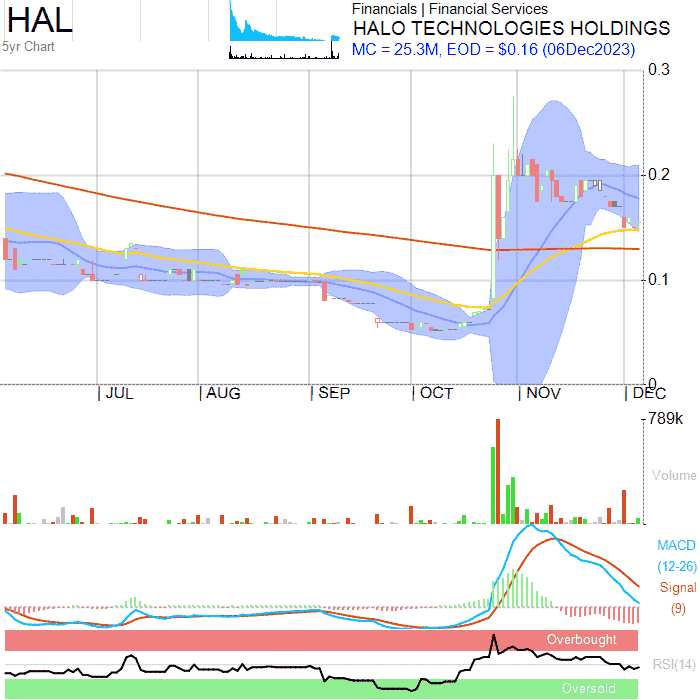 HAL
5yr Chart
Financials | Financial Services
HALO TECHNOLOGIES HOLDINGS
MC = 25.3M, EOD = $0.16 (06Dec2023)
0.3
0.2
0.1
0
JUL AUG SEP OCT NOV DEC
789k
Volume
MACD
(12-26)
Signal
(9)
Overbought
RSI(14)
Oversold